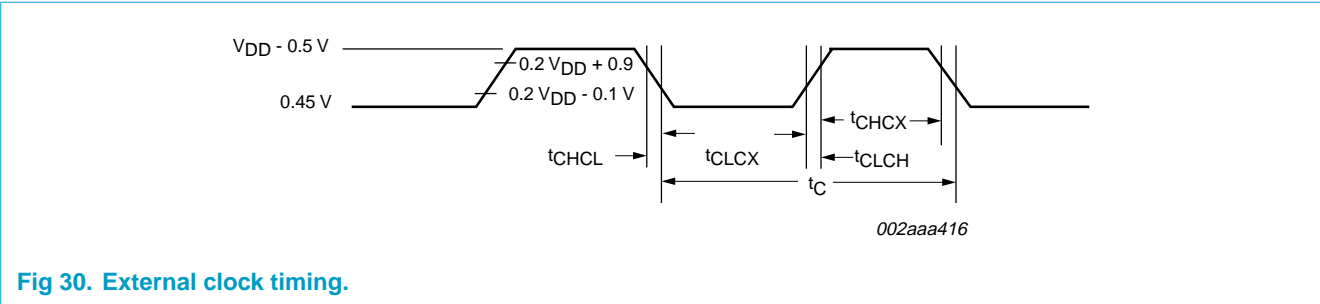 VDD - 0.5 V
0.2 VDD + 0.9
0.2 VDD - 0.1 V
0.45 V
tCHCX
tCHCL
tCLCX
tCLCH
tC
002aaa416
Fig 30. External clock timing.